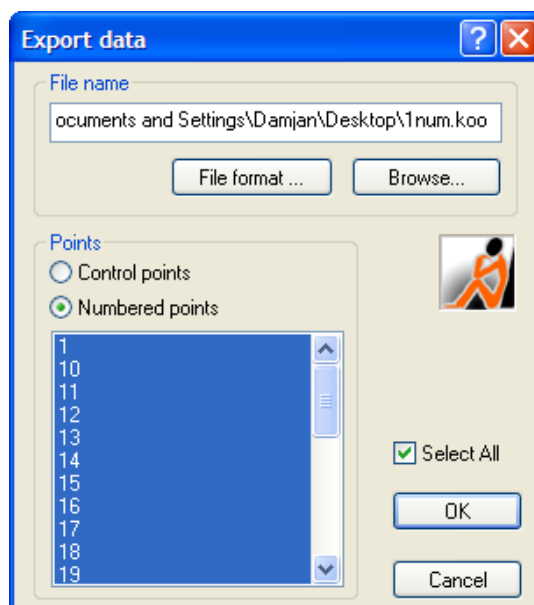 Export data
File name
ocuments and Settings\Damjan\Desktop\1num.koo
File format ...
Browse...
Points
Control points
Numbered points
1
10
11
12
13
14
15
16
17
18
19
Select All
OK
Cancel